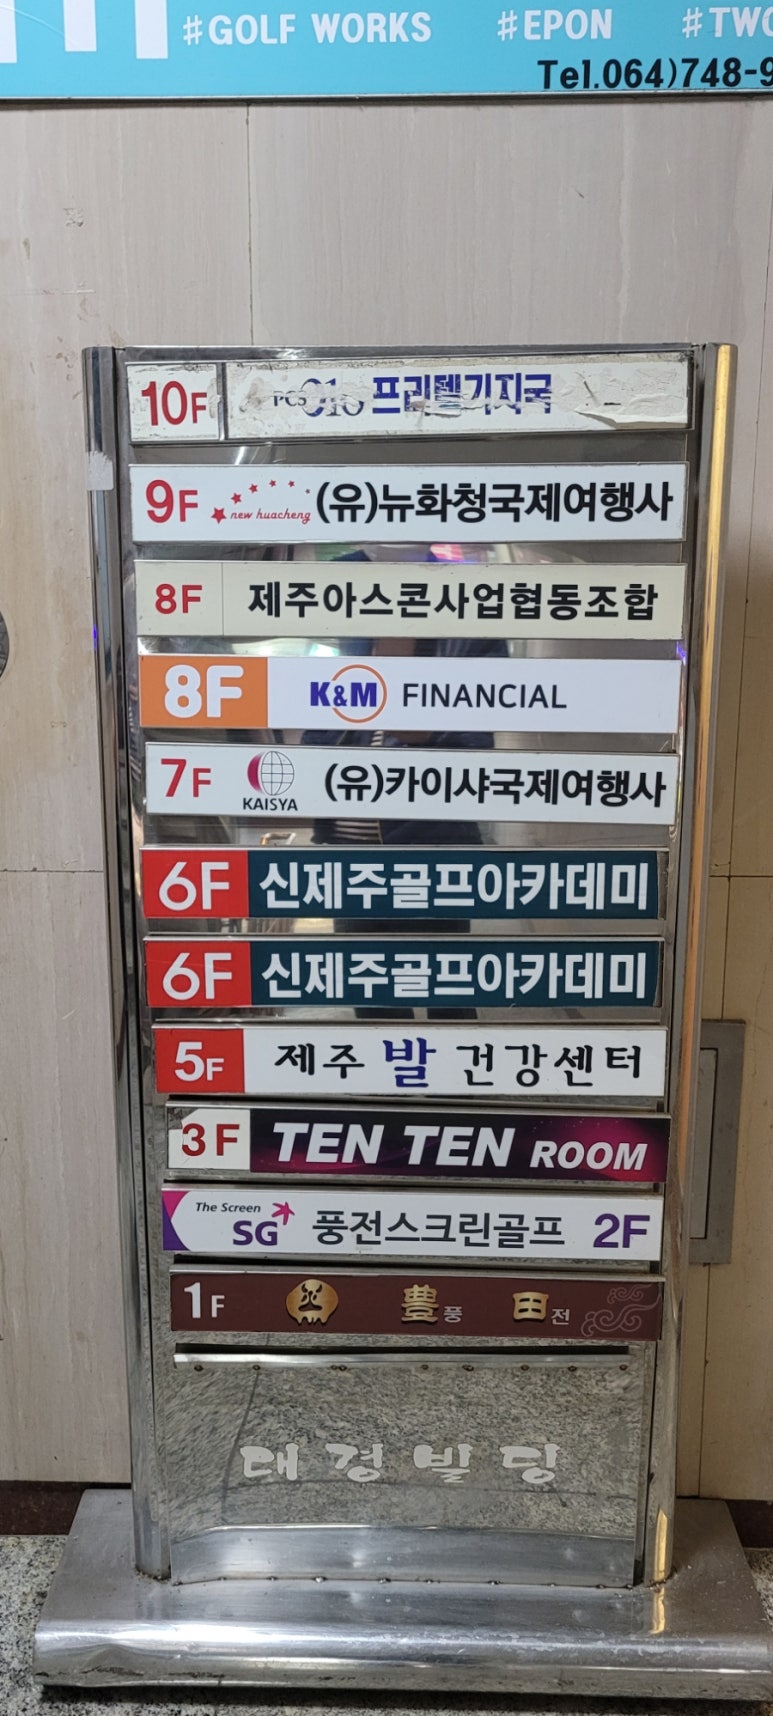 #GOLF WORKS #EPON #TWO
Tel.064)748-9
10F PCS 016 프리텔기지국
9F new huacheng (유)뉴화청국제여행사
8F 제주아스콘사업협동조합
8F K&M FINANCIAL
7F KAISYA (유)카이샤국제여행사
6F 신제주골프아카데미
6F 신제주골프아카데미
5F 제주 발 건강센터
3F TEN TEN ROOM
The Screen SG 풍전스크린골프 2F
1F 豊풍 田전
대경빌딩